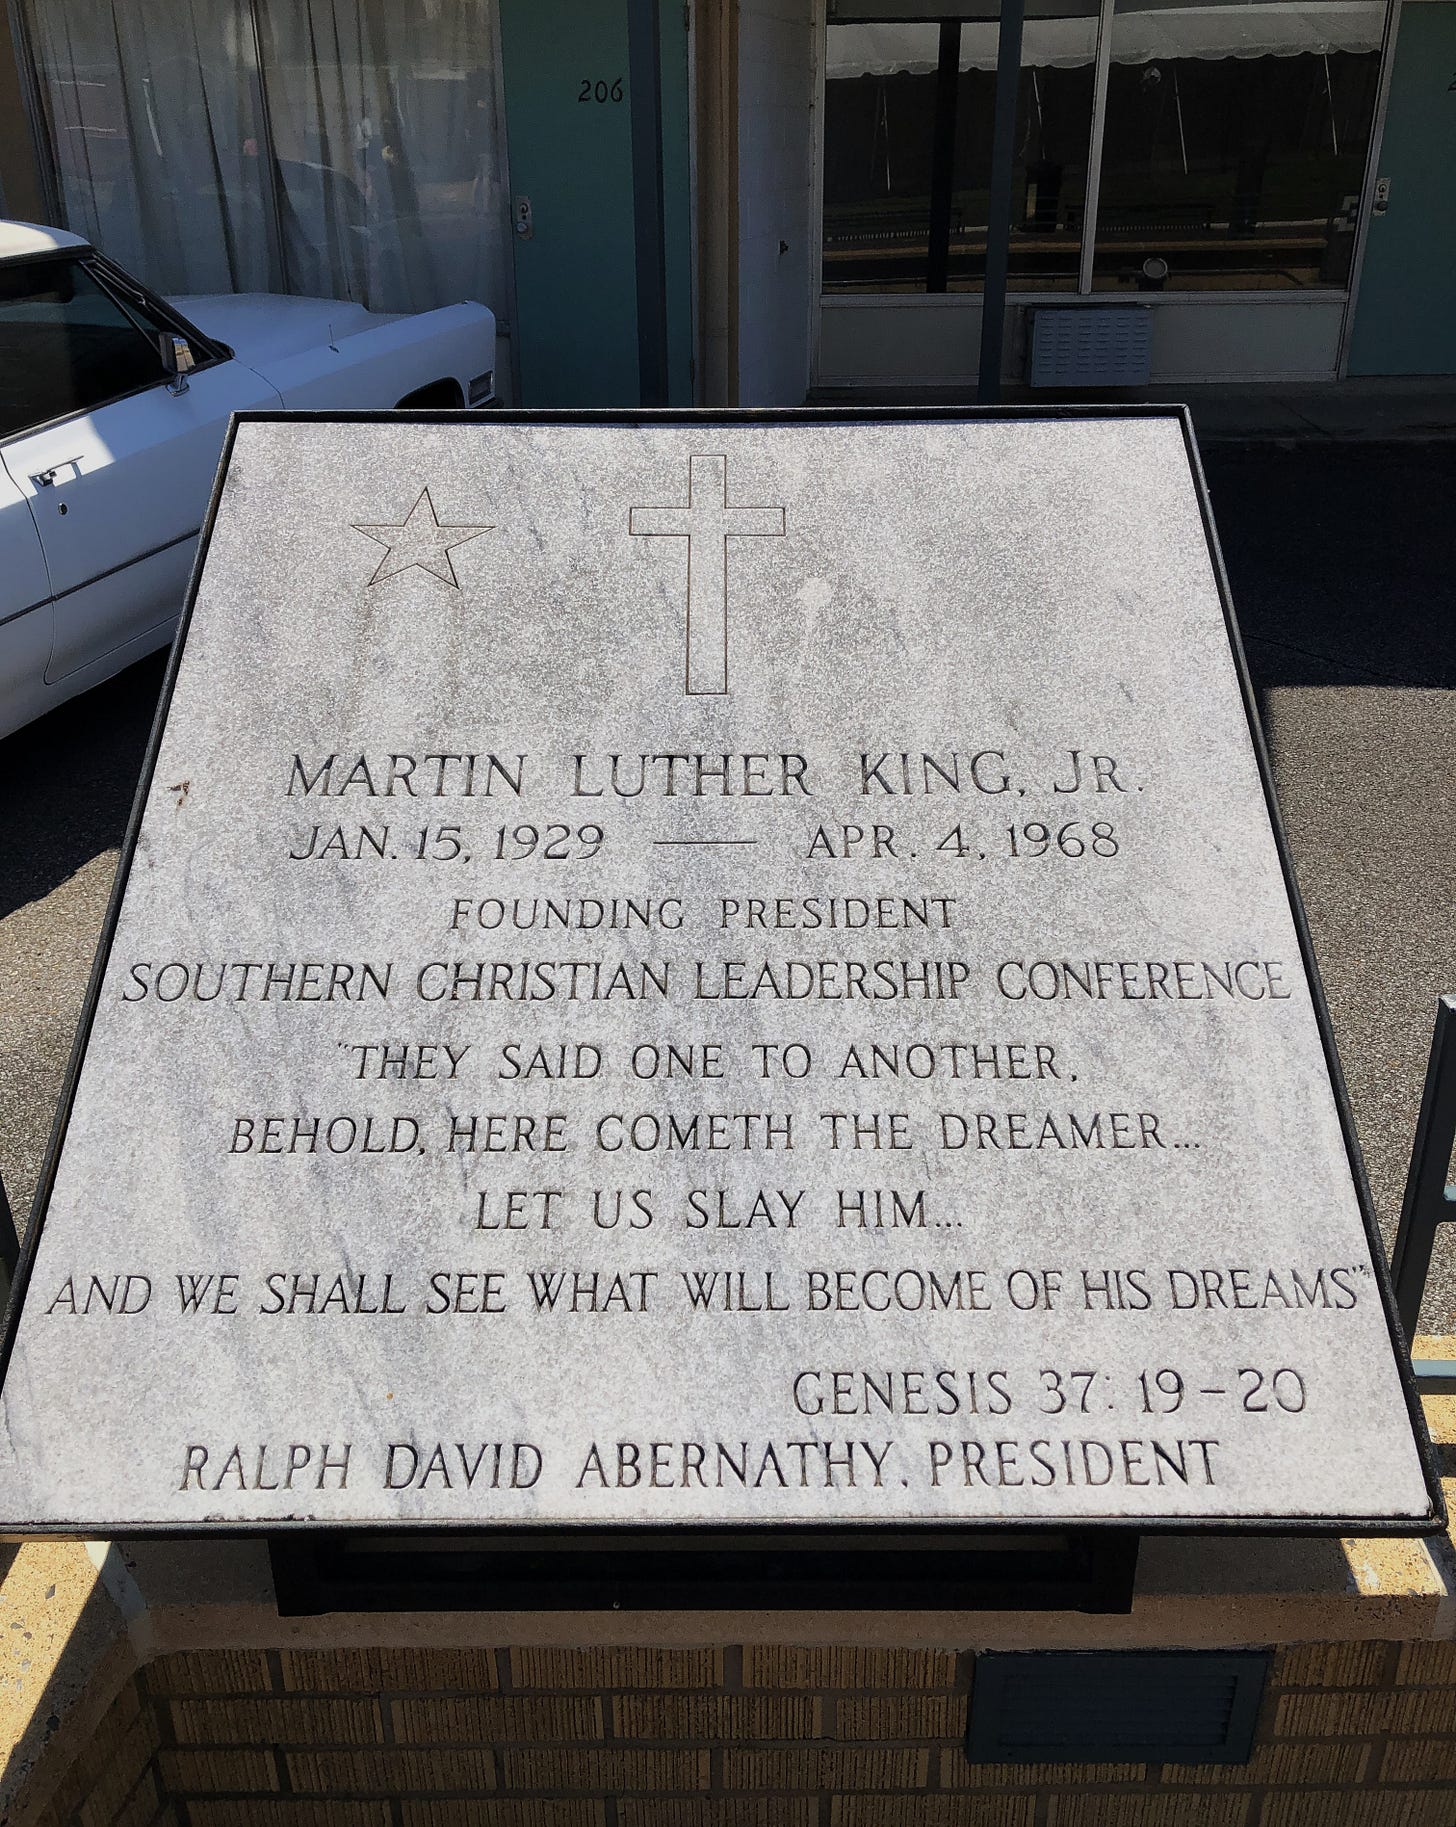 206
MARTIN LUTHER KING, JR.
JAN. 15, 1929 — APR. 4, 1968
FOUNDING PRESIDENT
SOUTHERN CHRISTIAN LEADERSHIP CONFERENCE
"THEY SAID ONE TO ANOTHER,
BEHOLD, HERE COMETH THE DREAMER...
LET US SLAY HIM...
AND WE SHALL SEE WHAT WILL BECOME OF HIS DREAMS"
GENESIS 37: 19-20
RALPH DAVID ABERNATHY, PRESIDENT